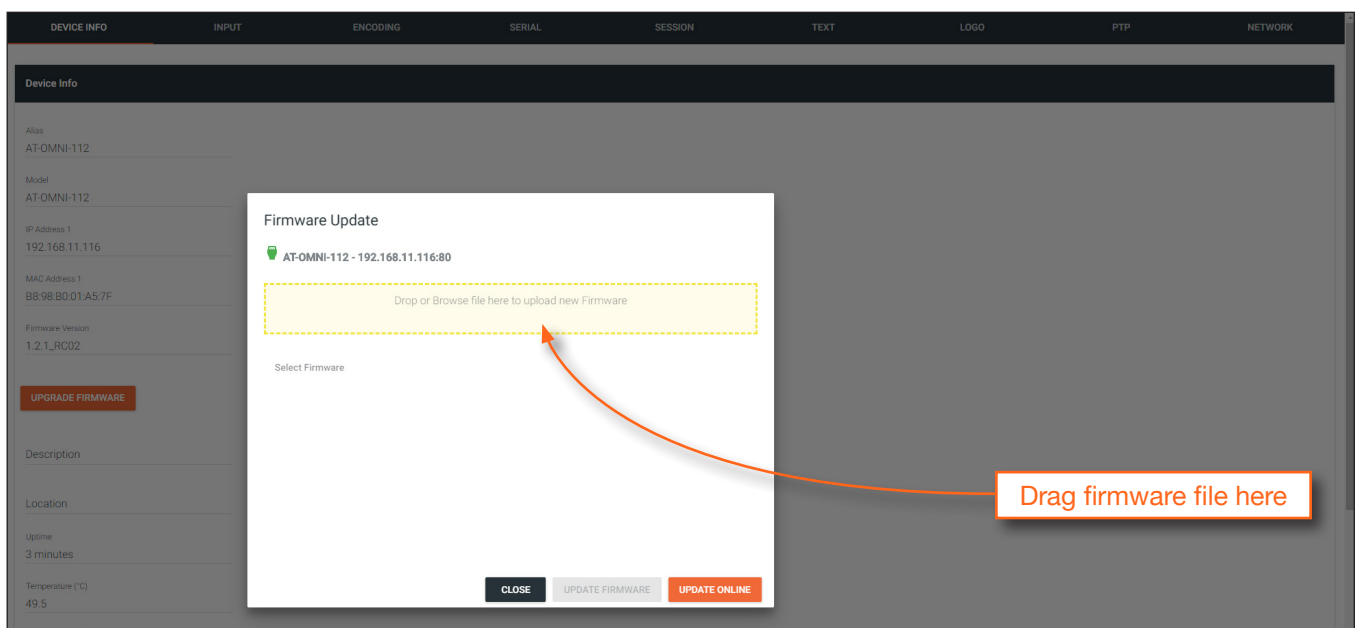 DEVICE INFO INPUT ENCODING SERIAL SESSION TEXT LOGO PTP NETWORK
Device Info
Alias
AT-OMNI-112
Model
AT-OMNI-112
IP Address 1
192.168.11.116
MAC Address 1
B8:98:B0:01:A5:7F
Firmware Version
1.2.1_RC02
UPGRADE FIRMWARE
Description
Location
Uptime
3 minutes
Temperature (°C)
49.5
Firmware Update
AT-OMNI-112 - 192.168.11.116:80
Drop or Browse file here to upload new Firmware
Select Firmware
CLOSE UPDATE FIRMWARE UPDATE ONLINE
Drag firmware file here